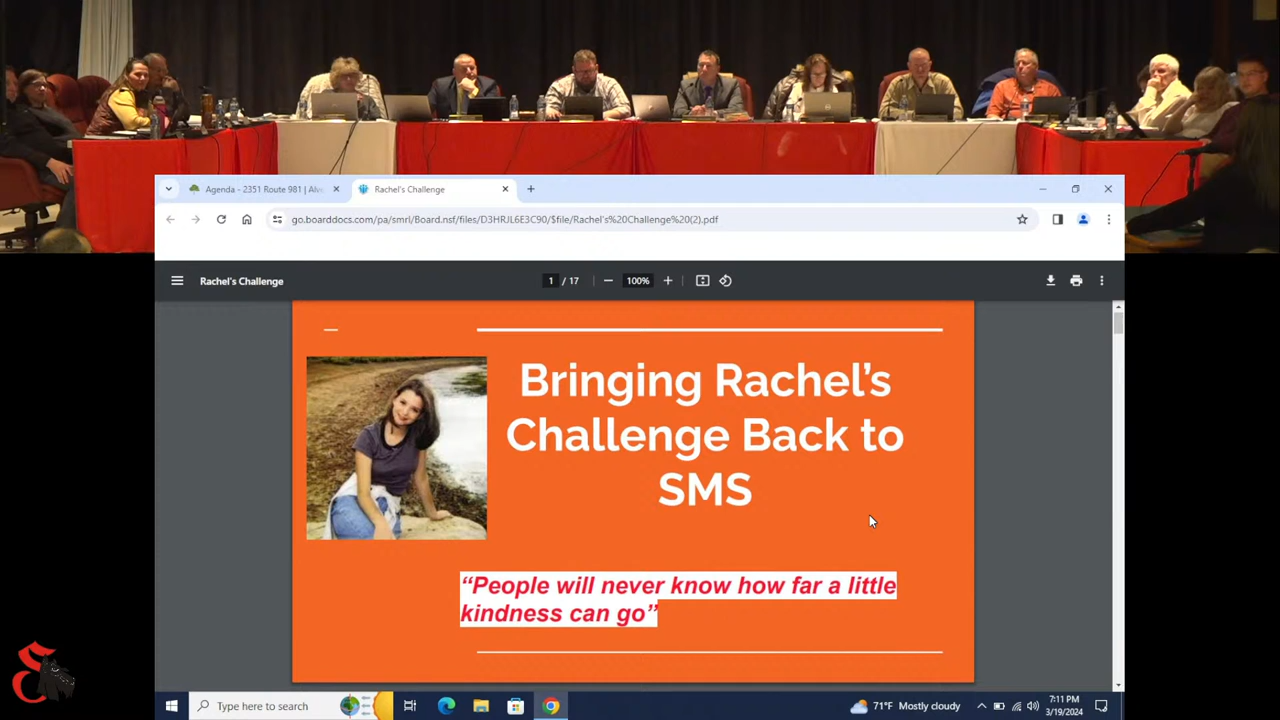 Agenda - 2351 Route 981 | Alve
Rachel's Challenge
go.boarddocs.com/pa/smrl/Board.nsf/files/D3HRJL6E3C90/$file/Rachel's%20Challenge%20(2).pdf
Rachel's Challenge
1 / 17
100%
Bringing Rachel's
Challenge Back to
SMS
“People will never know how far a little
kindness can go”
Type here to search
71°F Mostly cloudy
7:11 PM
3/19/2024